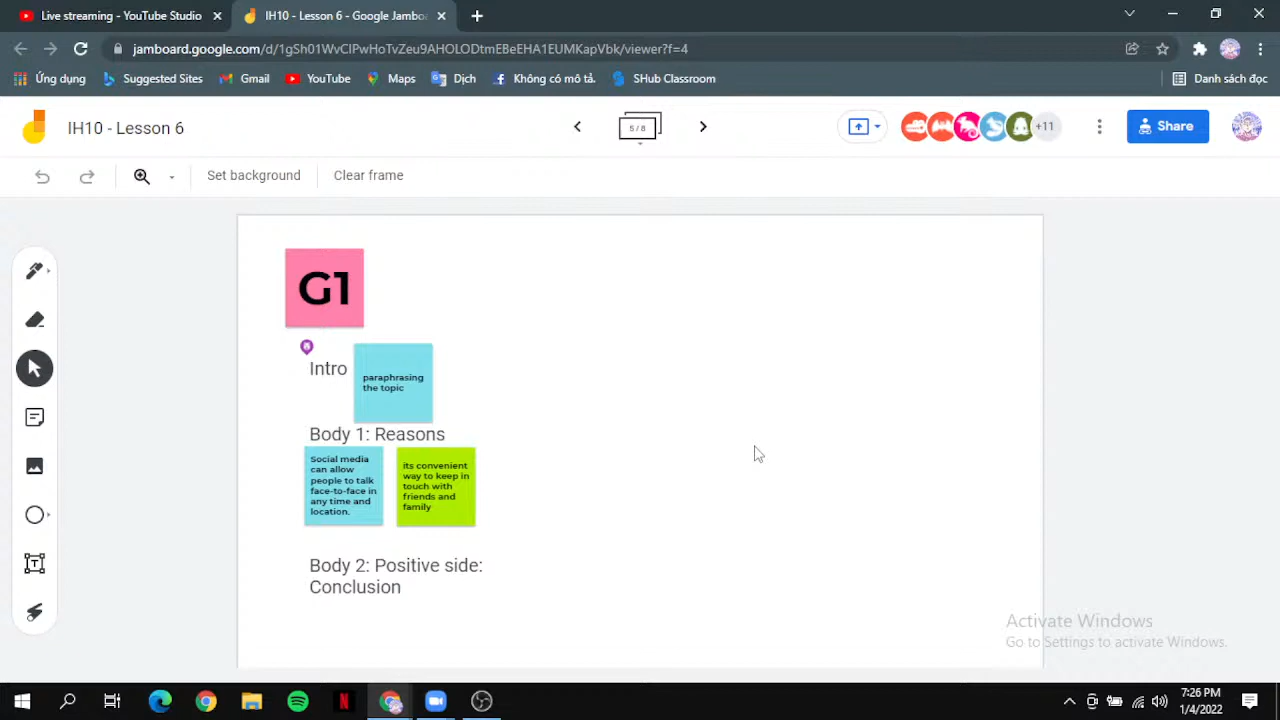 Live streaming - YouTube Studio
IH10 - Lesson 6 - Google Jambo
jamboard.google.com/d/1gSh01WvClPwHoTvZeu9AHOLODtmEBeEHA1EUMKapVbk/viewer?f=4
Ứng dụng Suggested Sites Gmail YouTube Maps Dịch Không có mô tả. SHub Classroom Danh sách đọc
IH10 - Lesson 6
5 / 8
+11
Share
Set background
Clear frame
G1
Intro
paraphrasing
the topic
Body 1: Reasons
Social media
can allow
people to talk
face-to-face in
any time and
location.
its convenient
way to keep in
touch with
friends and
family
Body 2: Positive side:
Conclusion
Activate Windows
Go to Settings to activate Windows.
7:26 PM
1/4/2022